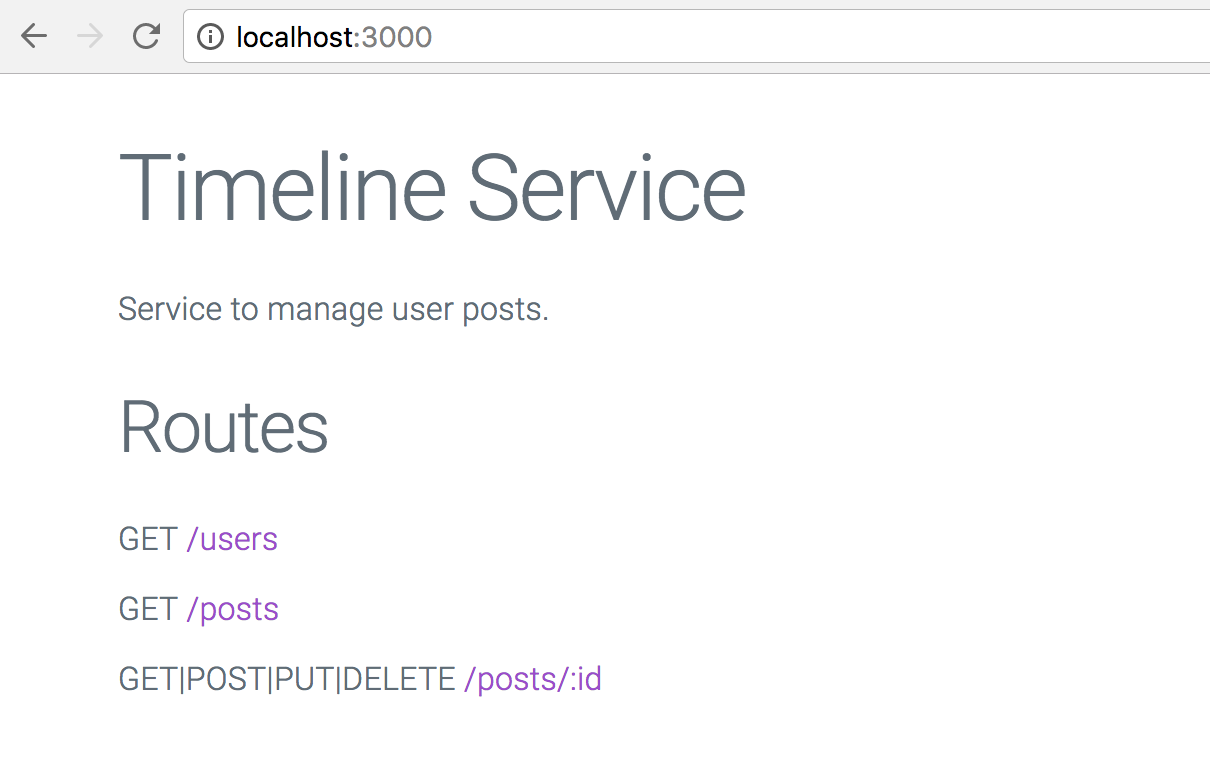 localhost:3000
Timeline Service
Service to manage user posts.
Routes
GET /users
GET /posts
GET|POST|PUT|DELETE /posts/:id